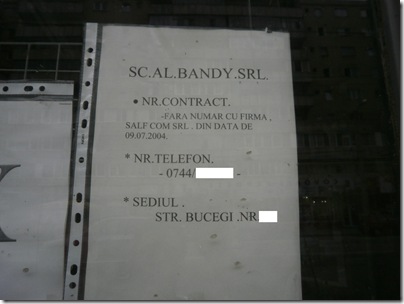 SC.AL.BANDY.SRL.
• NR.CONTRACT.
-FARA NUMAR CU FIRMA ,
SALF COM SRL . DIN DATA DE
09.07.2004.
* NR.TELEFON.
- 0744/ -
* SEDIUL .
STR. BUCEGI .NR